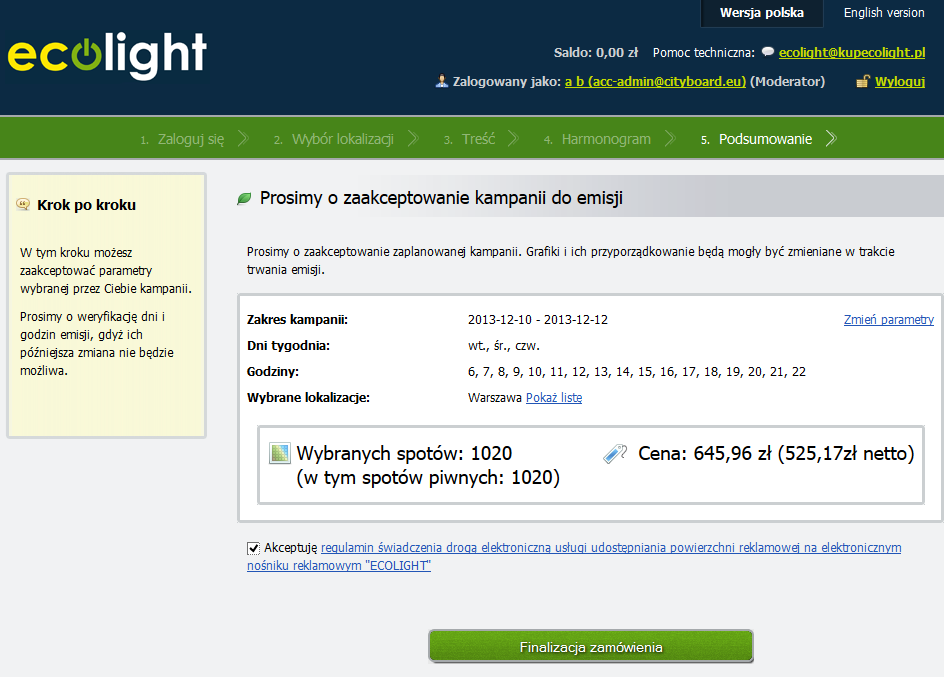 Wersja polska English version
ecolight
Saldo: 0,00 zł Pomoc techniczna: ecolight@kupecolight.pl
Zalogowany jako: a b (acc-admin@cityboard.eu) (Moderator) Wyloguj
1. Zaloguj się 2. Wybór lokalizacji 3. Treść 4. Harmonogram 5. Podsumowanie
Krok po kroku
W tym kroku możesz
zaakceptować parametry
wybranej przez Ciebie kampanii.
Prosimy o weryfikację dni i
godzin emisji, gdyż ich
późniejsza zmiana nie będzie
możliwa.
Prosimy o zaakceptowanie kampanii do emisji
Prosimy o zaakceptowanie zaplanowanej kampanii. Grafiki i ich przyporządkowanie będą mogły być zmieniane w trakcie
trwania emisji.
Zakres kampanii: 2013-12-10 - 2013-12-12 Zmień parametry
Dni tygodnia: wt., śr., czw.
Godziny: 6, 7, 8, 9, 10, 11, 12, 13, 14, 15, 16, 17, 18, 19, 20, 21, 22
Wybrane lokalizacje: Warszawa Pokaż listę
Wybranych spotów: 1020 Cena: 645,96 zł (525,17zł netto)
(w tym spotów piwnych: 1020)
Akceptuję regulamin świadczenia drogą elektroniczną usługi udostępniania powierzchni reklamowej na elektronicznym
nośniku reklamowym "ECOLIGHT"
Finalizacja zamówienia